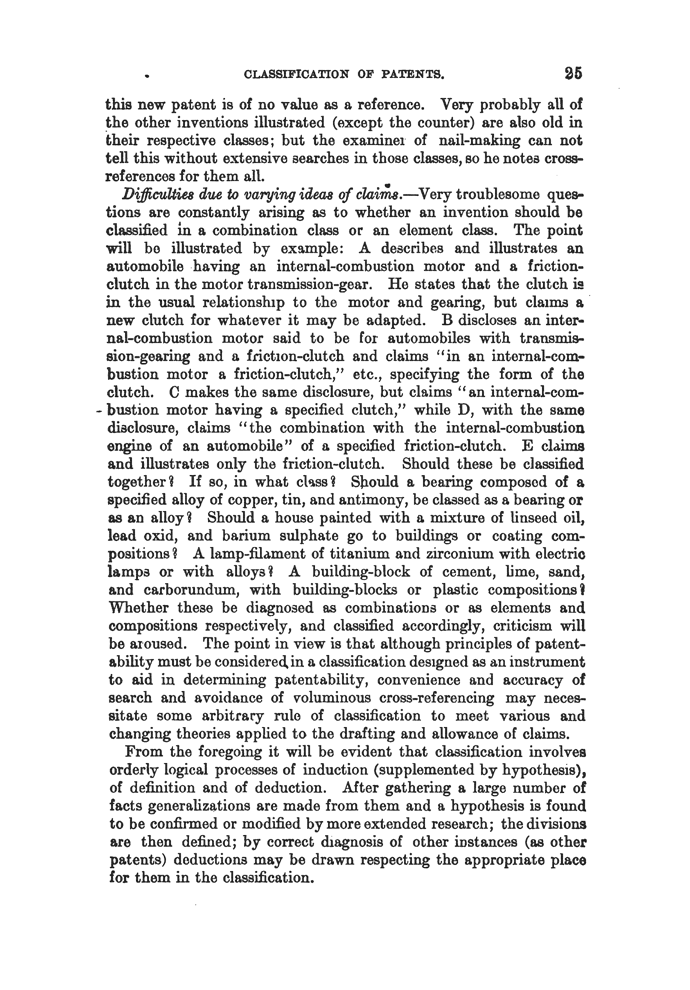 CLASSIFICATION OF PATENTS. 25
this new patent is of no value as a reference. Very probably all of
the other inventions illustrated (except the counter) are also old in
their respective classes; but the examiner of nail-making can not
tell this without extensive searches in those classes, so he notes cross-
references for them all.
Difficulties due to varying ideas of claims.—Very troublesome ques-
tions are constantly arising as to whether an invention should be
classified in a combination class or an element class. The point
will be illustrated by example: A describes and illustrates an
automobile having an internal-combustion motor and a friction-
clutch in the motor transmission-gear. He states that the clutch is
in the usual relationship to the motor and gearing, but claims a
new clutch for whatever it may be adapted. B discloses an inter-
nal-combustion motor said to be for automobiles with transmis-
sion-gearing and a friction-clutch and claims "in an internal-com-
bustion motor a friction-clutch," etc., specifying the form of the
clutch. C makes the same disclosure, but claims "an internal-com-
bustion motor having a specified clutch," while D, with the same
disclosure, claims "the combination with the internal-combustion
engine of an automobile" of a specified friction-clutch. E claims
and illustrates only the friction-clutch. Should these be classified
together? If so, in what class? Should a bearing composed of a
specified alloy of copper, tin, and antimony, be classed as a bearing or
as an alloy? Should a house painted with a mixture of linseed oil,
lead oxid, and barium sulphate go to buildings or coating com-
positions? A lamp-filament of titanium and zirconium with electric
lamps or with alloys? A building-block of cement, lime, sand,
and carborundum, with building-blocks or plastic compositions?
Whether these be diagnosed as combinations or as elements and
compositions respectively, and classified accordingly, criticism will
be aroused. The point in view is that although principles of patent-
ability must be considered in a classification designed as an instrument
to aid in determining patentability, convenience and accuracy of
search and avoidance of voluminous cross-referencing may neces-
sitate some arbitrary rule of classification to meet various and
changing theories applied to the drafting and allowance of claims.
From the foregoing it will be evident that classification involves
orderly logical processes of induction (supplemented by hypothesis),
of definition and of deduction. After gathering a large number of
facts generalizations are made from them and a hypothesis is found
to be confirmed or modified by more extended research; the divisions
are then defined; by correct diagnosis of other instances (as other
patents) deductions may be drawn respecting the appropriate place
for them in the classification.